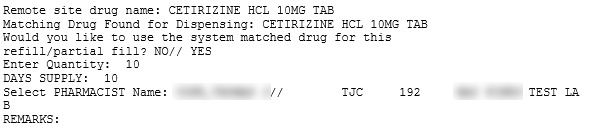 Remote site drug name: CETIRIZINE HCL 10MG TAB
Matching Drug Found for Dispensing: CETIRIZINE HCL 10MG TAB
Would you like to use the system matched drug for this
refill/partial fill? NO// YES
Enter Quantity:  10
DAYS SUPPLY:  10
Select PHARMACIST Name: // TJC 192 TEST LA
B
REMARKS: